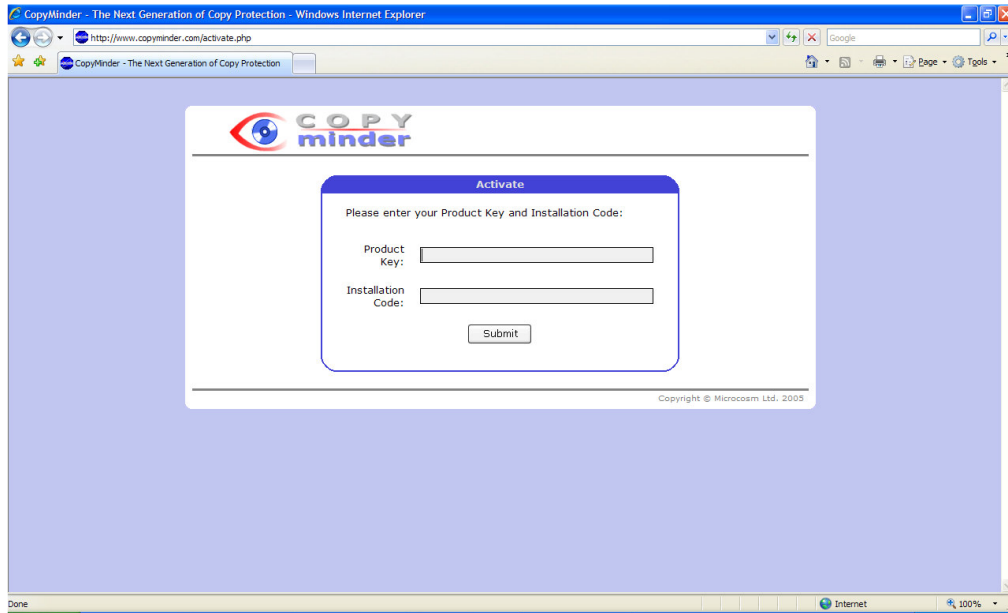 CopyMinder - The Next Generation of Copy Protection - Windows Internet Explorer
http://www.copyminder.com/activate.php
Google
CopyMinder - The Next Generation of Copy Protection
Page
Tools
COPY
minder
Activate
Please enter your Product Key and Installation Code:
Product
Key:
Installation
Code:
Submit
Copyright © Microcosm Ltd. 2005
Done
Internet
100%